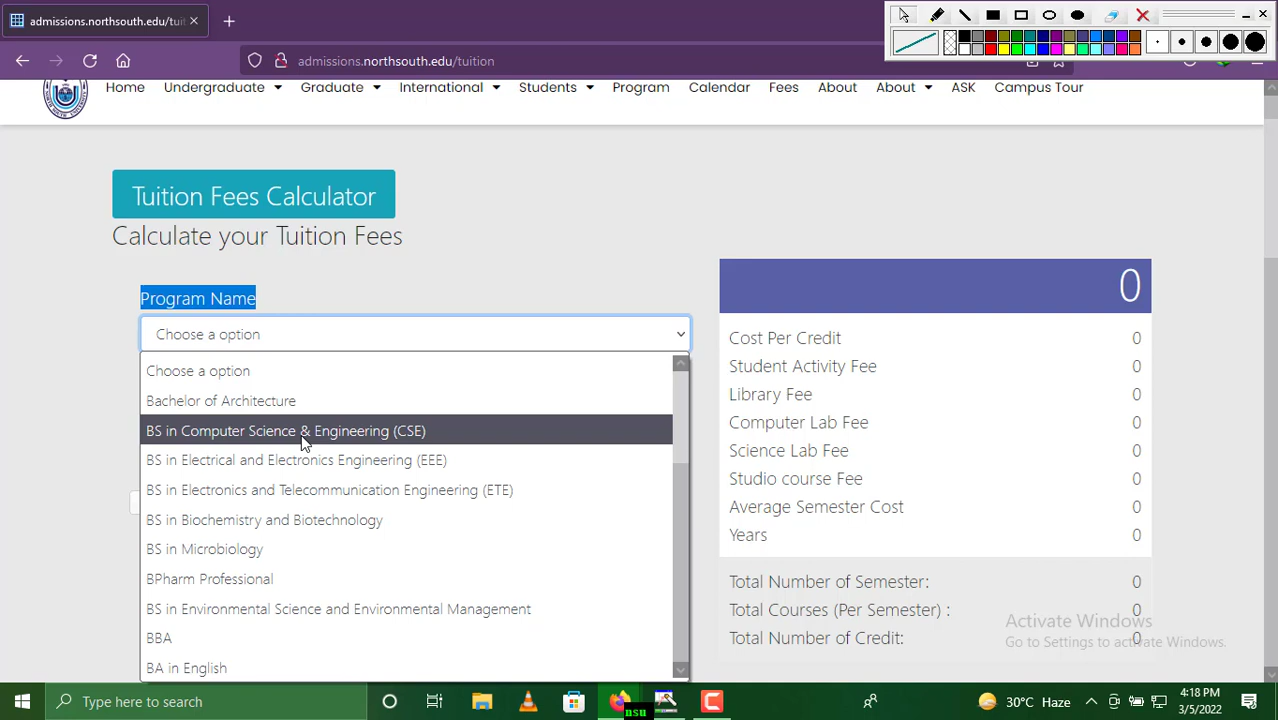 admissions.northsouth.edu/tuit
admissions.northsouth.edu/tuition
Home Undergraduate Graduate International Students Program Calendar Fees About About ASK Campus Tour
Tuition Fees Calculator
Calculate your Tuition Fees
Program Name
Choose a option
Choose a option
Bachelor of Architecture
BS in Computer Science & Engineering (CSE)
BS in Electrical and Electronics Engineering (EEE)
BS in Electronics and Telecommunication Engineering (ETE)
BS in Biochemistry and Biotechnology
BS in Microbiology
BPharm Professional
BS in Environmental Science and Environmental Management
BBA
BA in English
0
Cost Per Credit 0
Student Activity Fee 0
Library Fee 0
Computer Lab Fee 0
Science Lab Fee 0
Studio course Fee 0
Average Semester Cost 0
Years 0
Total Number of Semester: 0
Total Courses (Per Semester) : 0
Total Number of Credit: 0
Activate Windows
Go to Settings to activate Windows.
Type here to search
nsu
30°C Haze
4:18 PM
3/5/2022